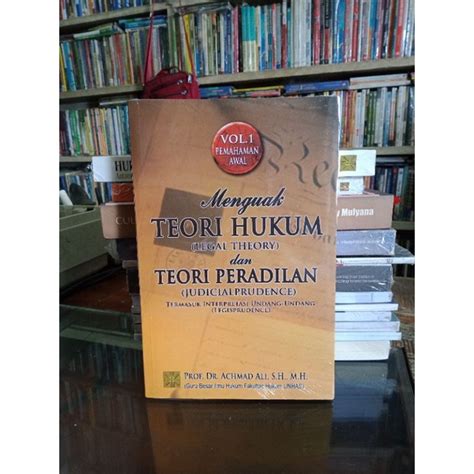 VOL.1
PEMAHAMAN
AWAL
Menguak
TEORI HUKUM
(LEGAL THEORY)
dan
TEORI PERADILAN
(JUDICIALPRUDENCE)
TERMASUK INTERPRETASI UNDANG-UNDANG
(LEGISPRUDENCE)
PROF. DR. ACHMAD ALI, S.H., M.H.
(Guru Besar Ilmu Hukum Fakultas Hukum UNHAS)
Mulyana